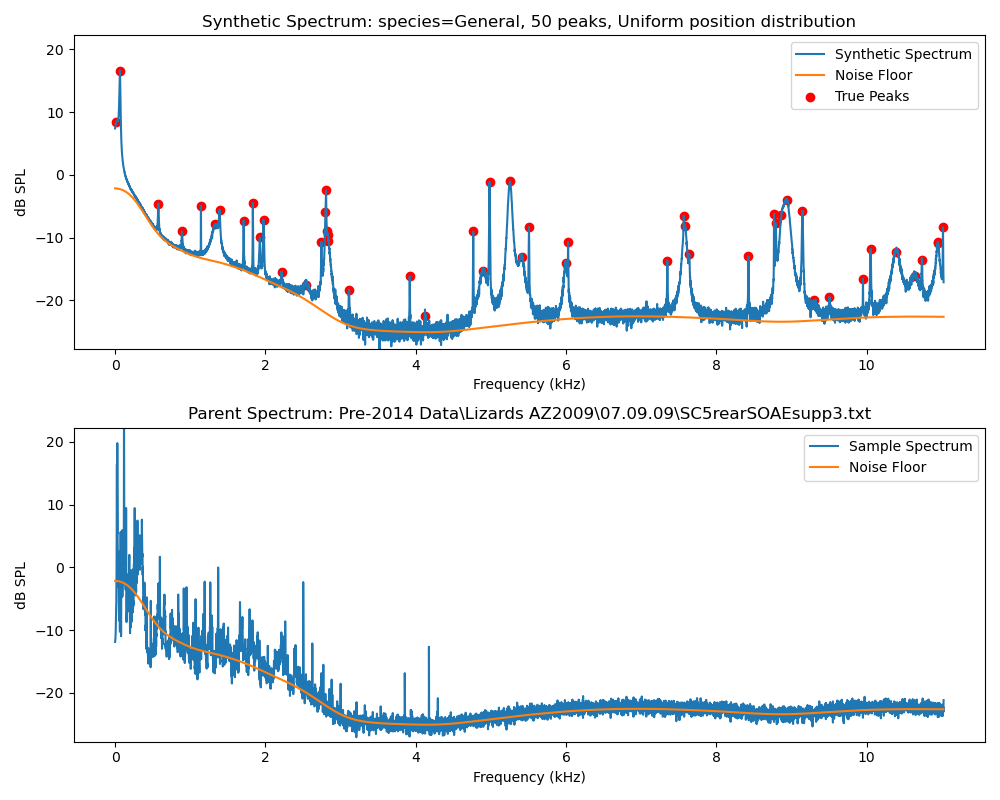 Synthetic Spectrum: species=General, 50 peaks, Uniform position distribution
20
10
0
−10
−20
dB SPL
Synthetic Spectrum
Noise Floor
True Peaks
0 2 4 6 8 10
Frequency (kHz)
Parent Spectrum: Pre-2014 Data\Lizards AZ2009\07.09.09\SC5rearSOAEsupp3.txt
20
10
0
−10
−20
dB SPL
Sample Spectrum
Noise Floor
0 2 4 6 8 10
Frequency (kHz)